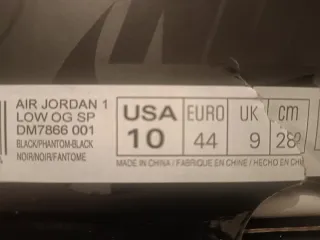 AIR JORDAN 1
LOW OG SP
DM7866 001
BLACK/PHANTOM-BLACK
NOIR/NOIR/FANTOME
USA
10
EURO
44
UK
9
cm
28
MADE IN CHINA / FABRIQUE EN CHINE / HECHO EN CHI